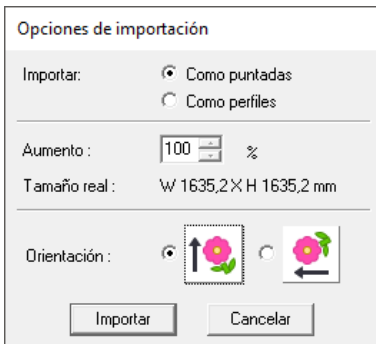 Opciones de importación
Importar: Como puntadas
Como perfiles
Aumento : 100 %
Tamaño real : W 1635,2 X H 1635,2 mm
Orientación :
Importar Cancelar